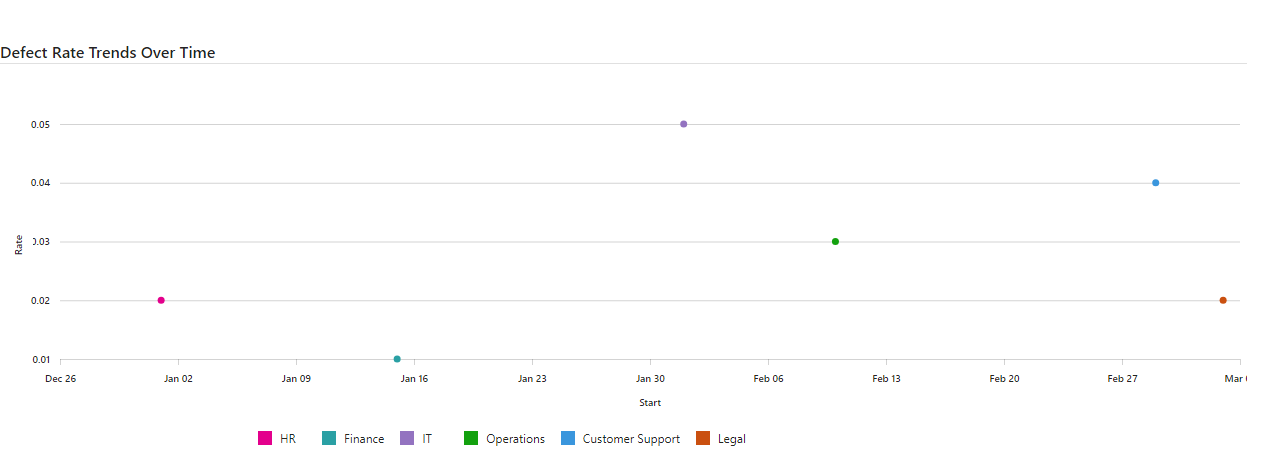 Defect Rate Trends Over Time
0.05
0.04
0.03
0.02
0.01
Rate
Dec 26 Jan 02 Jan 09 Jan 16 Jan 23 Jan 30 Feb 06 Feb 13 Feb 20 Feb 27 Mar
Start
HR Finance IT Operations Customer Support Legal